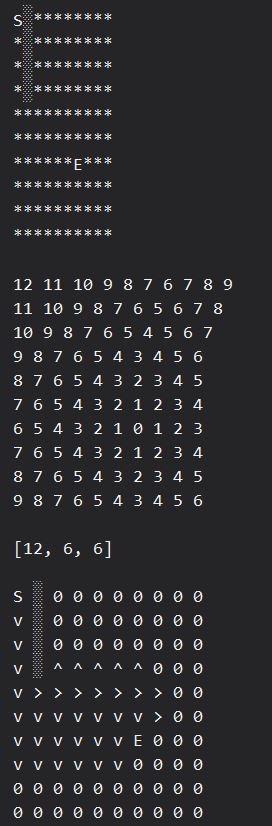 S░********
*░********
*░********
*░********
**********
**********
******E***
**********
**********
**********
12 11 10 9 8 7 6 7 8 9
11 10 9 8 7 6 5 6 7 8
10 9 8 7 6 5 4 5 6 7
9 8 7 6 5 4 3 4 5 6
8 7 6 5 4 3 2 3 4 5
7 6 5 4 3 2 1 2 3 4
6 5 4 3 2 1 0 1 2 3
7 6 5 4 3 2 1 2 3 4
8 7 6 5 4 3 2 3 4 5
9 8 7 6 5 4 3 4 5 6
[12, 6, 6]
S ░ 0 0 0 0 0 0 0 0
v ░ 0 0 0 0 0 0 0 0
v ░ 0 0 0 0 0 0 0 0
v ░ ^ ^ ^ ^ ^ 0 0 0
v > > > > > > > 0 0
v v v v v v v > 0 0
v v v v v v E 0 0 0
v v v v v v 0 0 0 0
0 0 0 0 0 0 0 0 0 0
0 0 0 0 0 0 0 0 0 0